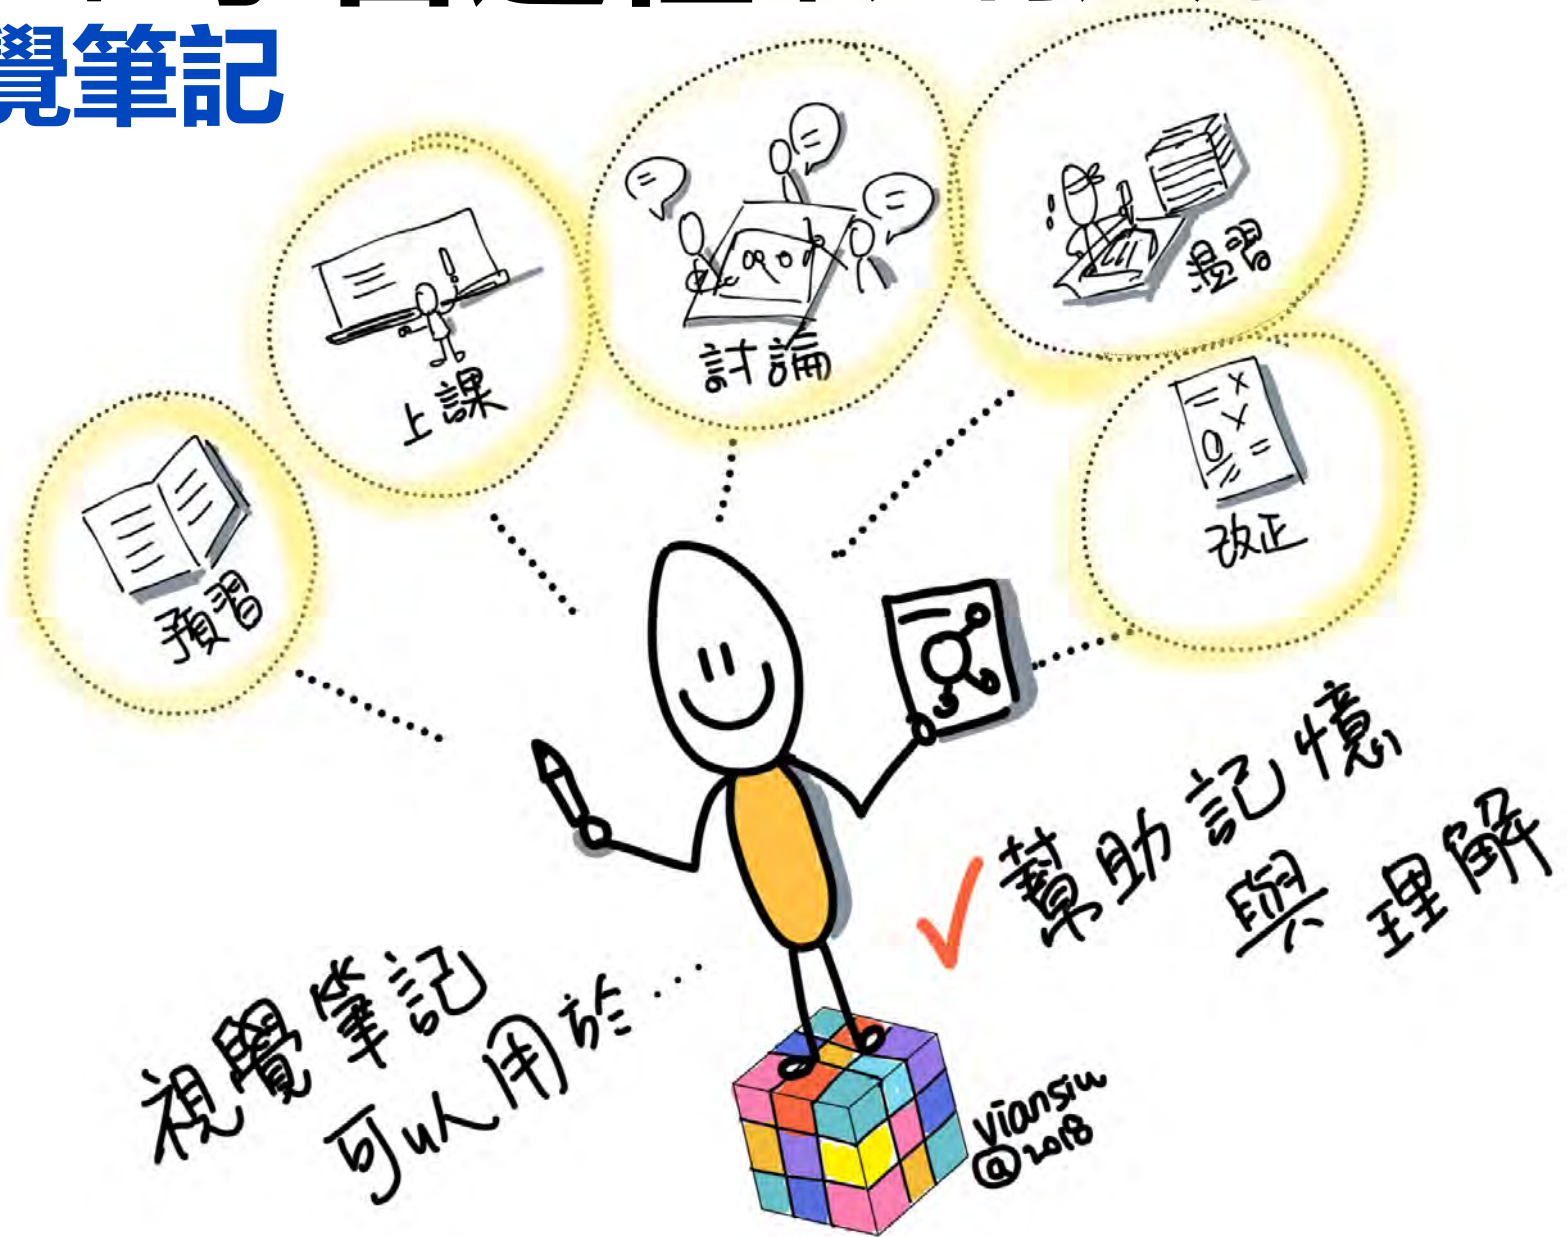 覺筆記
預習
上課
討論
溫習
改正
幫助記憶
與理解
視覺筆記
可以用於...
viansiu
@2018